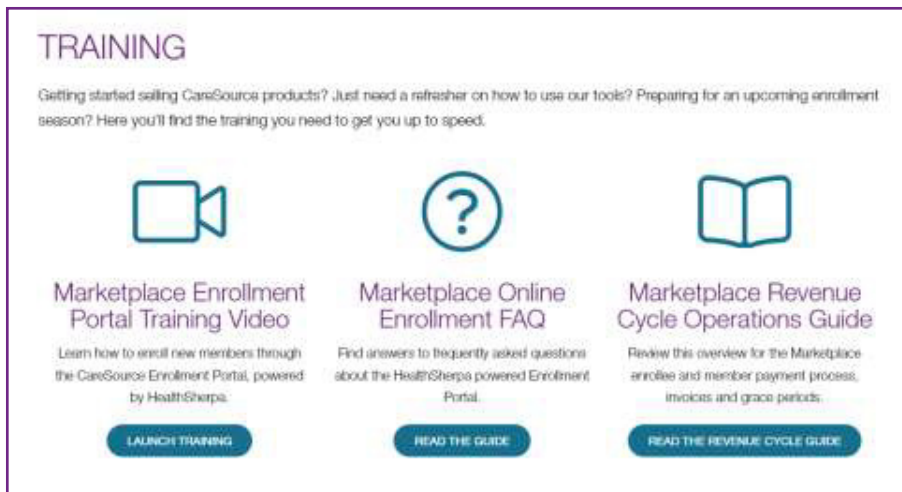 TRAINING
Getting started selling CareSource products? Just need a refresher on how to use our tools? Preparing for an upcoming enrollment
season? Here you'll find the training you need to get you up to speed.
Marketplace Enrollment
Portal Training Video
Learn how to enroll new members through
the CareSource Enrollment Portal, powered
by HealthSherpa.
LAUNCH TRAINING
Marketplace Online
Enrollment FAQ
Find answers to frequently asked questions
about the HealthSherpa powered Enrollment
Portal.
READ THE GUIDE
Marketplace Revenue
Cycle Operations Guide
Review this overview for the Marketplace
enrollee and member payment process,
invoices and grace periods.
READ THE REVENUE CYCLE GUIDE